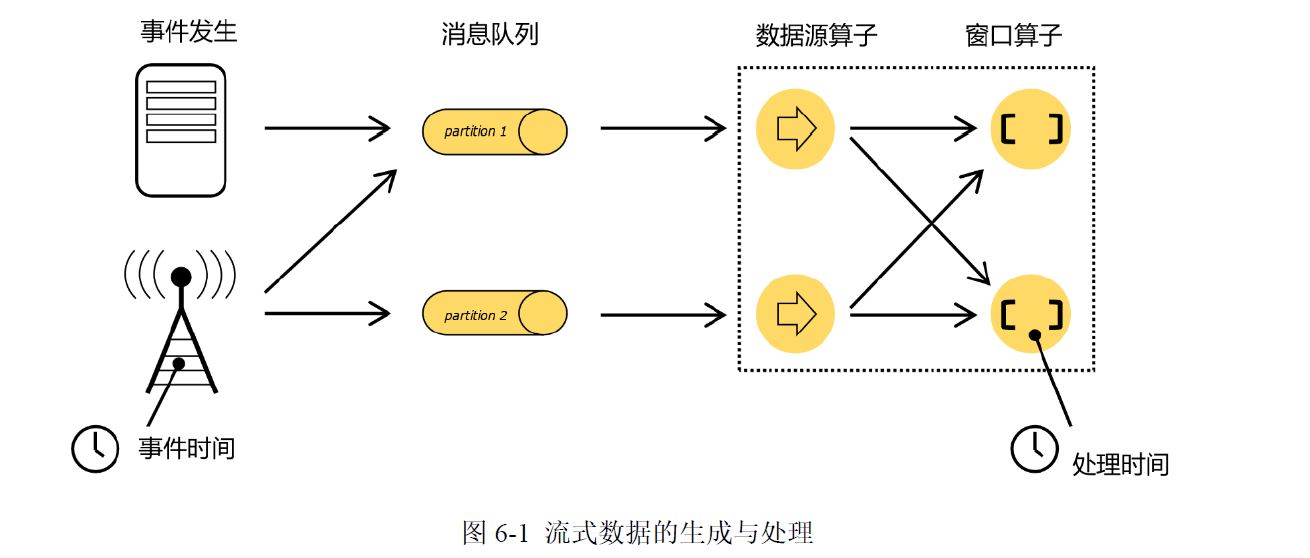 事件发生
消息队列
数据源算子
窗口算子
partition 1
partition 2
事件时间
处理时间
图 6-1 流式数据的生成与处理